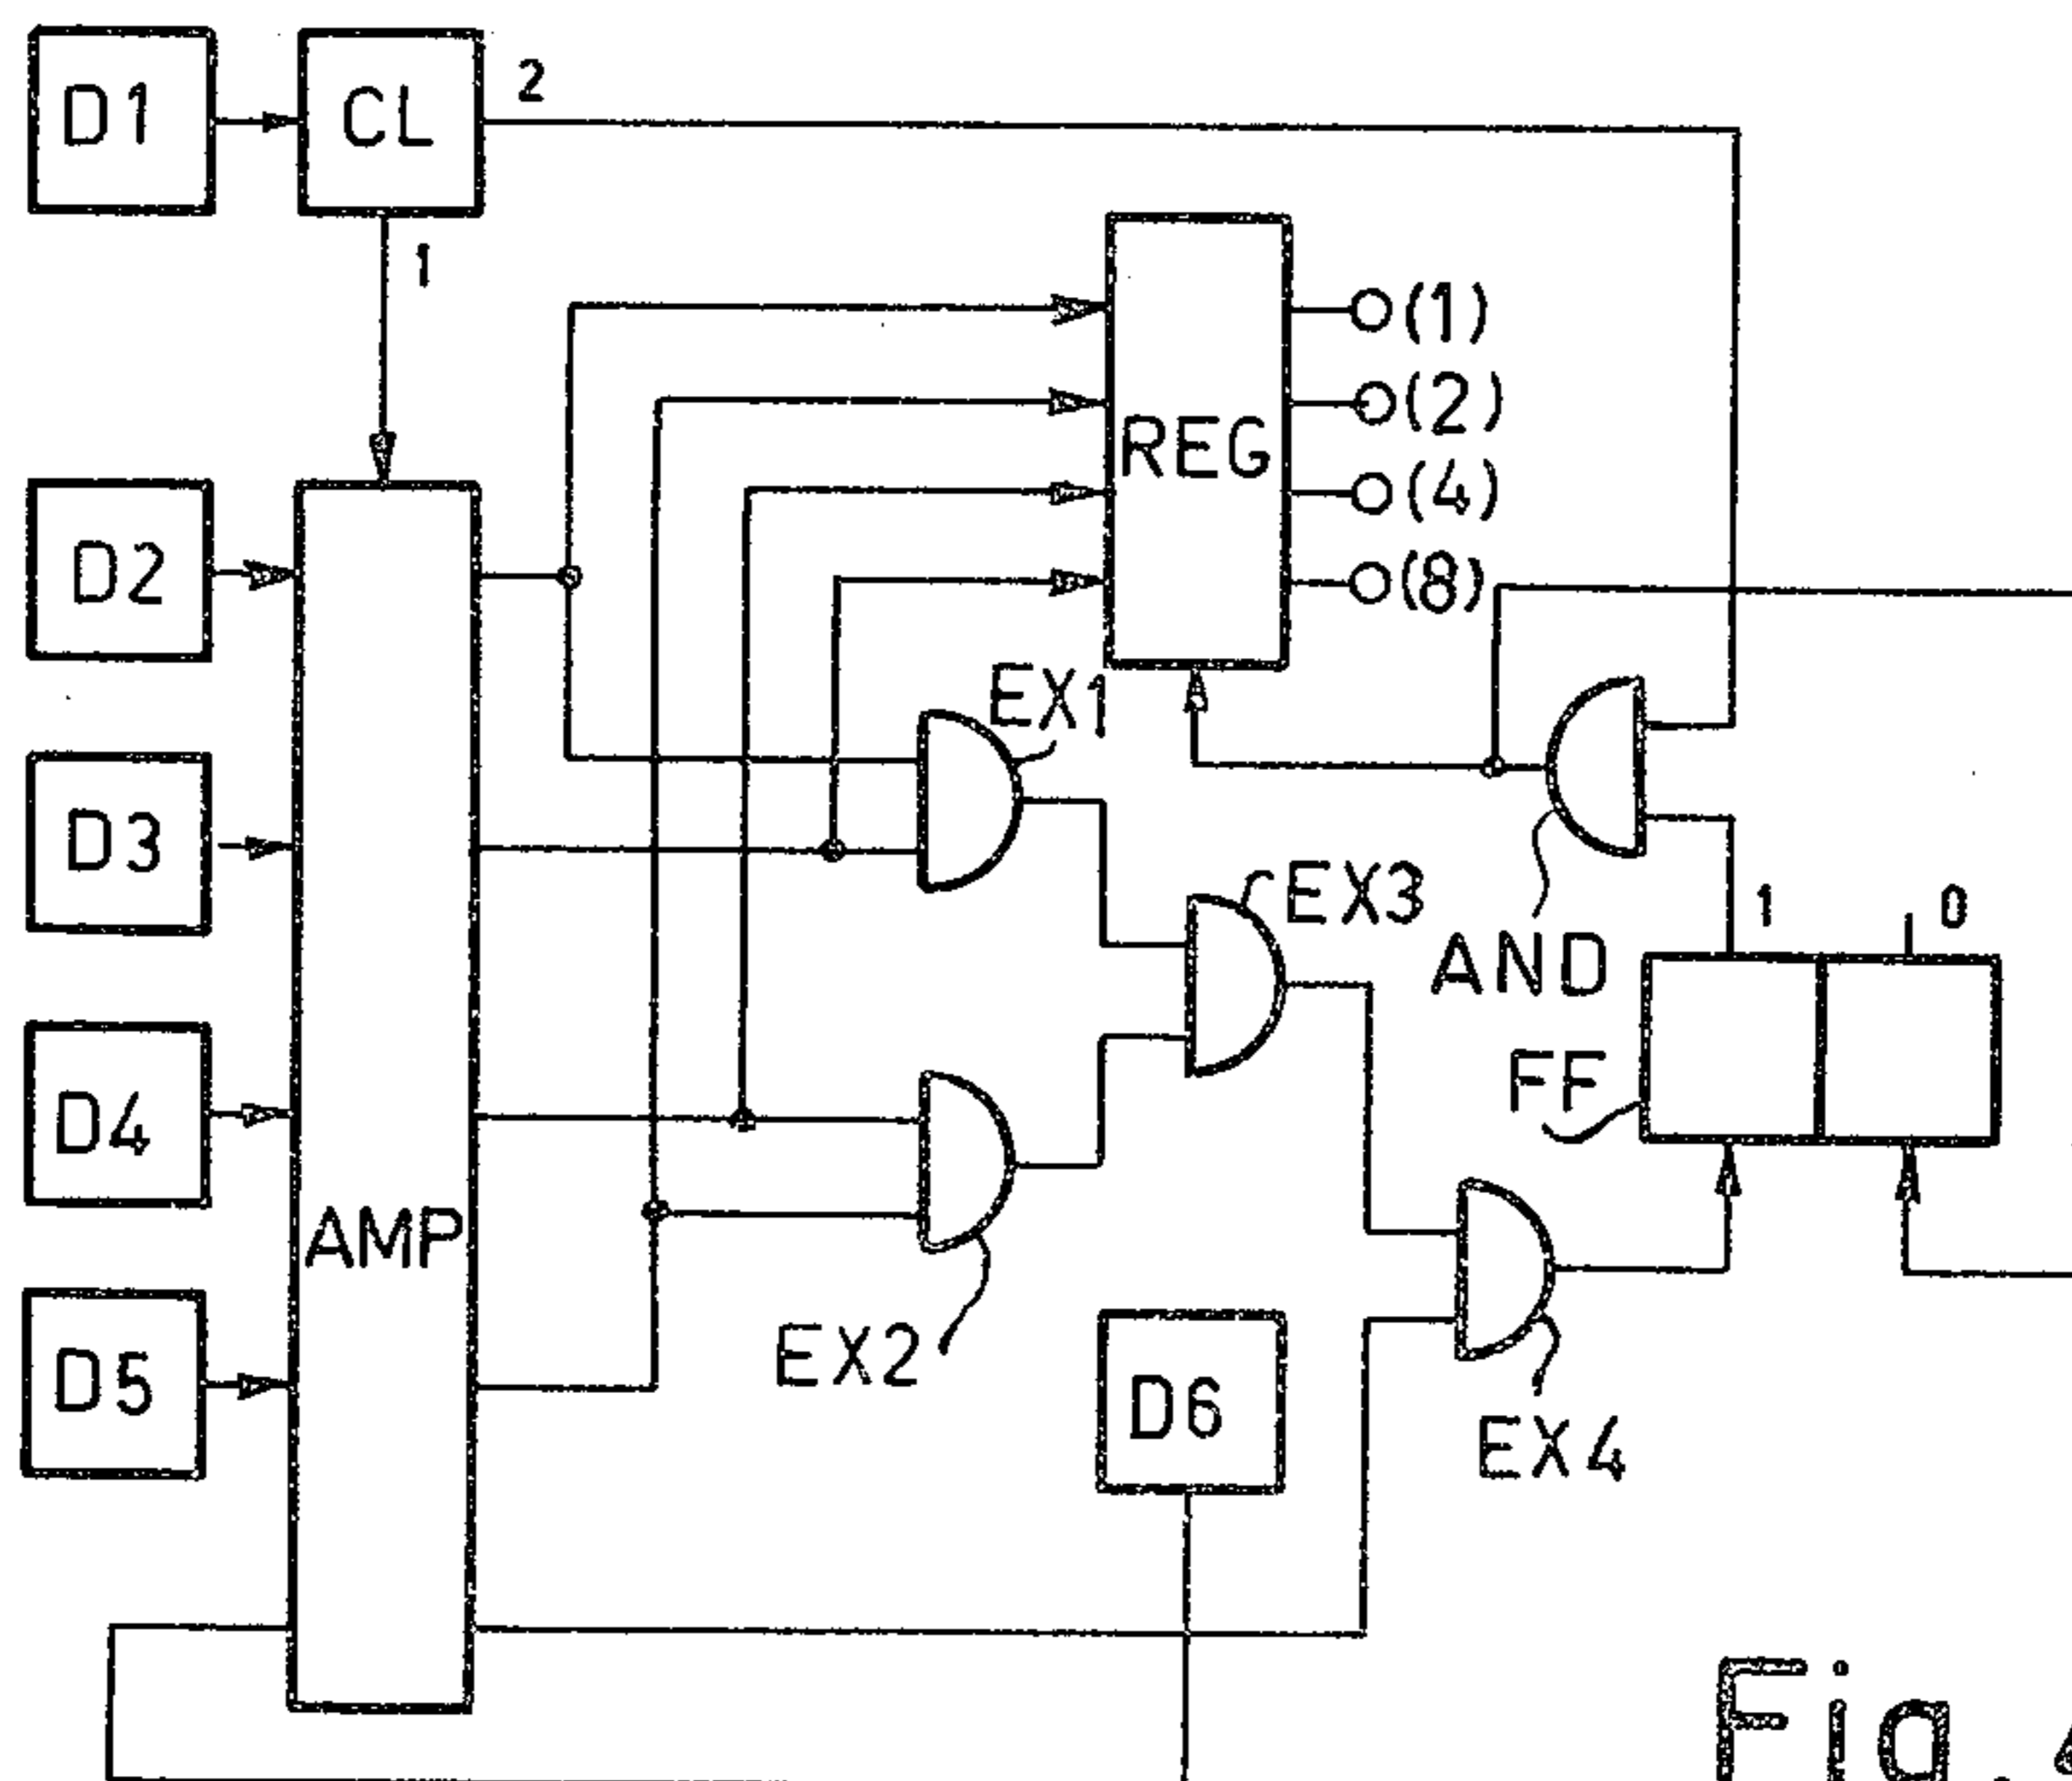 D1
CL
2
1
(1)
(2)
REG
(4)
D2
(8)
EX1
D3
EX3
1
0
AND
FF
D4
AMP
EX2
D5
D6
EX4
Fig.